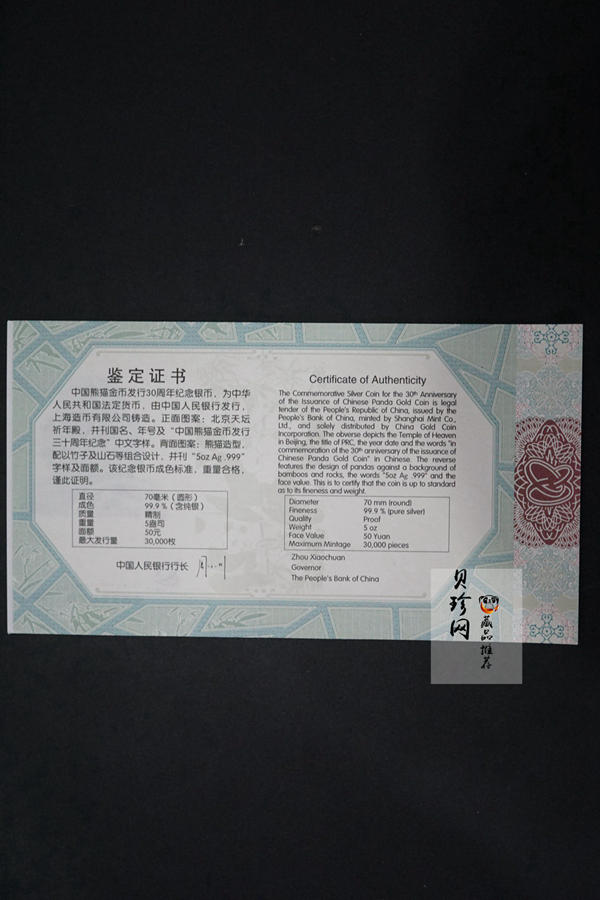 鉴定证书
中国熊猫金币发行30周年纪念银币，为中华
人民共和国法定货币，由中国人民银行发行，
上海造币有限公司铸造。正面图案：北京天坛
祈年殿，并刊国名、年号及“中国熊猫金币发行
三十周年纪念”中文字样。背面图案：熊猫造型，
配以竹子及山石等组合设计，并刊“5oz Ag .999”
字样及面额。该纪念银币成色标准，重量合格，
谨此证明。
直径 70毫米（圆形）
成色 99.9 %（含纯银）
质量 精制
重量 5盎司
面额 50元
最大发行量 30,000枚
中国人民银行行长
Certificate of Authenticity
The Commemorative Silver Coin for the 30th Anniversary
of the Issuance of Chinese Panda Gold Coin is legal
tender of the People's Republic of China, issued by the
People's Bank of China, minted by Shanghai Mint Co.,
Ltd., and solely distributed by China Gold Coin
Incorporation. The obverse depicts the Temple of Heaven
in Beijing, the title of PRC, the year date and the words "in
commemoration of the 30th anniversary of the issuance of
Chinese Panda Gold Coin" in Chinese. The reverse
features the design of pandas against a background of
bamboos and rocks, the words "5oz Ag .999" and the
face value. This is to certify that the coin is up to standard
as to its fineness and weight.
Diameter 70 mm (round)
Fineness 99.9 % (pure silver)
Quality Proof
Weight 5 oz
Face Value 50 Yuan
Maximum Mintage 30,000 pieces
Zhou Xiaochuan
Governor
The People's Bank of China
贝珍网
藏品推荐